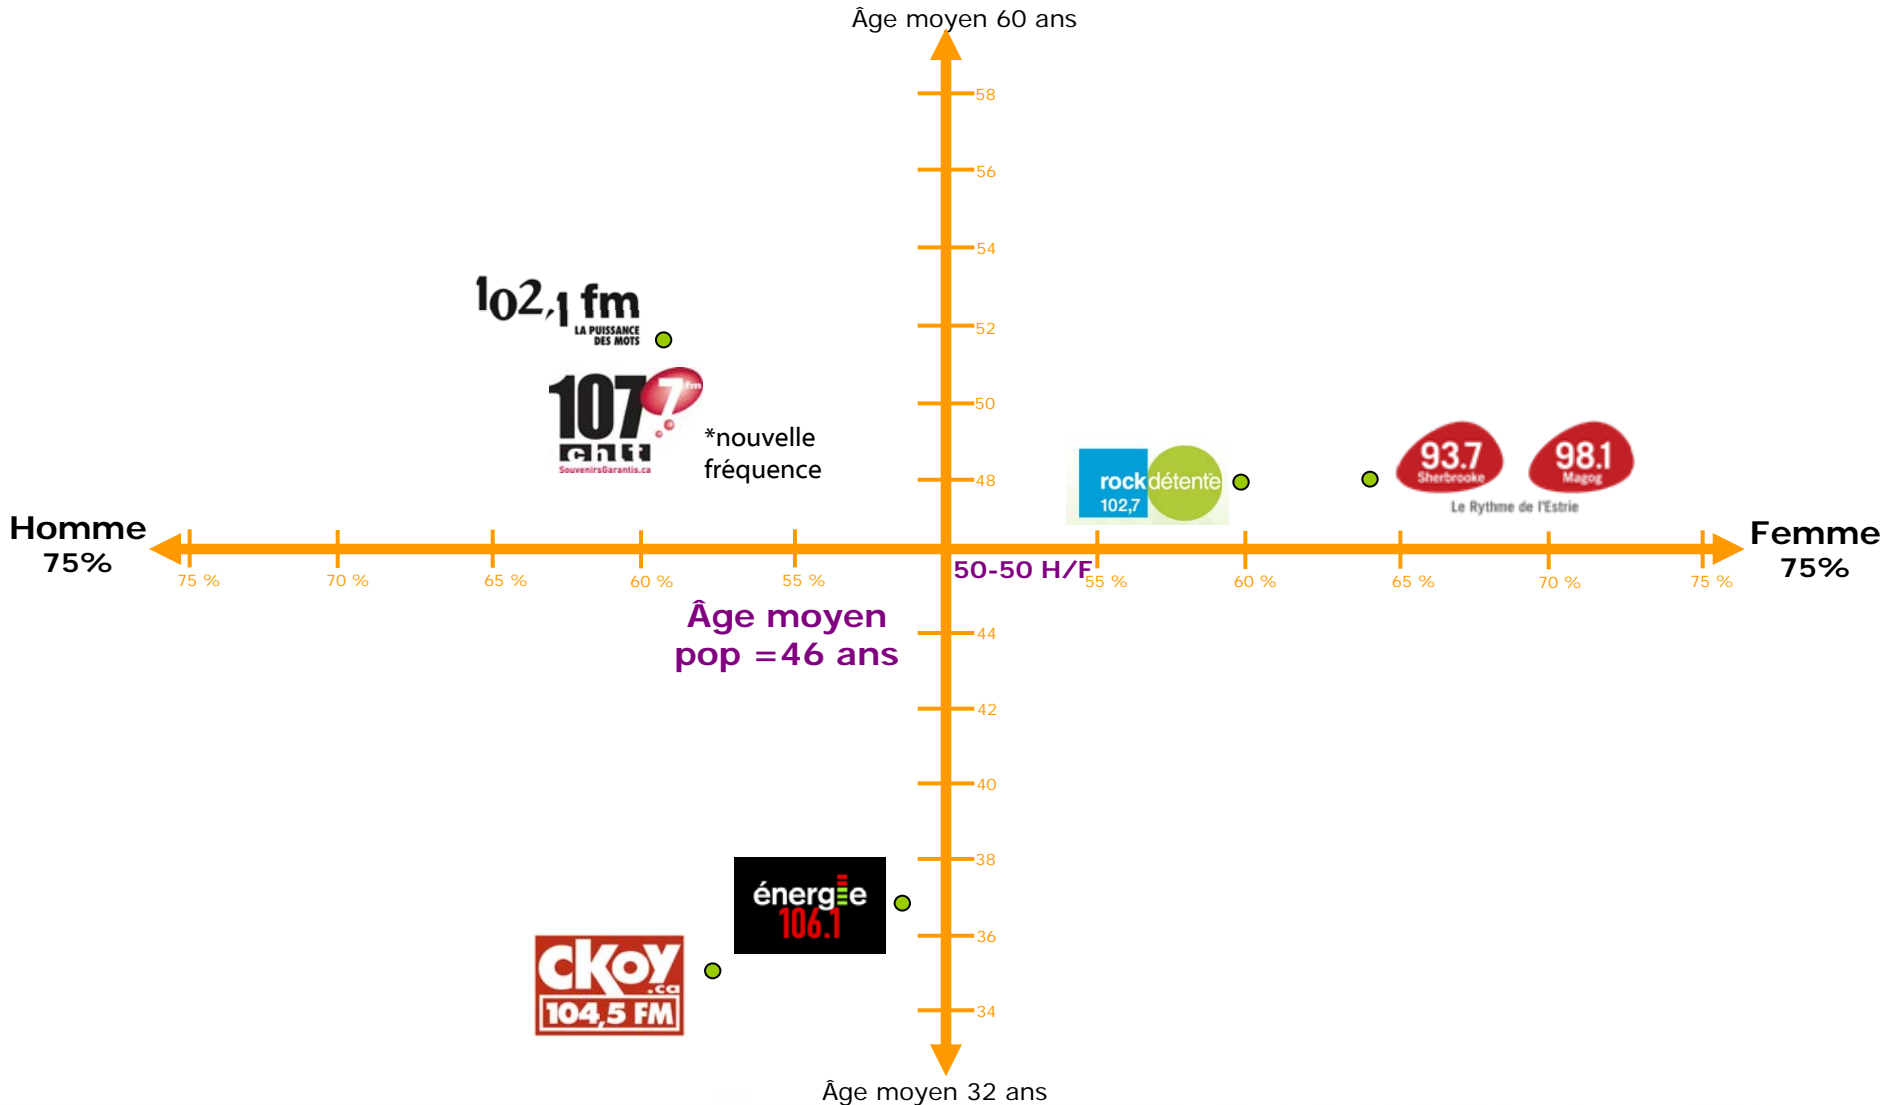 Âge moyen 60 ans
58
56
54
102,1 fm
LA PUISSANCE
DES MOTS
52
107,7 fm
chlt
SouvenirsGarantis.ca
50
*nouvelle
fréquence
48
rockdétente
102,7
93.7
Sherbrooke
98.1
Magog
Le Rythme de l'Estrie
Homme
75%
Femme
75%
75 %
70 %
65 %
60 %
55 %
50-50 H/F
55 %
60 %
65 %
70 %
75 %
Âge moyen
pop =46 ans
44
42
40
38
énergie
106.1
36
CKOY
.ca
104,5 FM
34
Âge moyen 32 ans